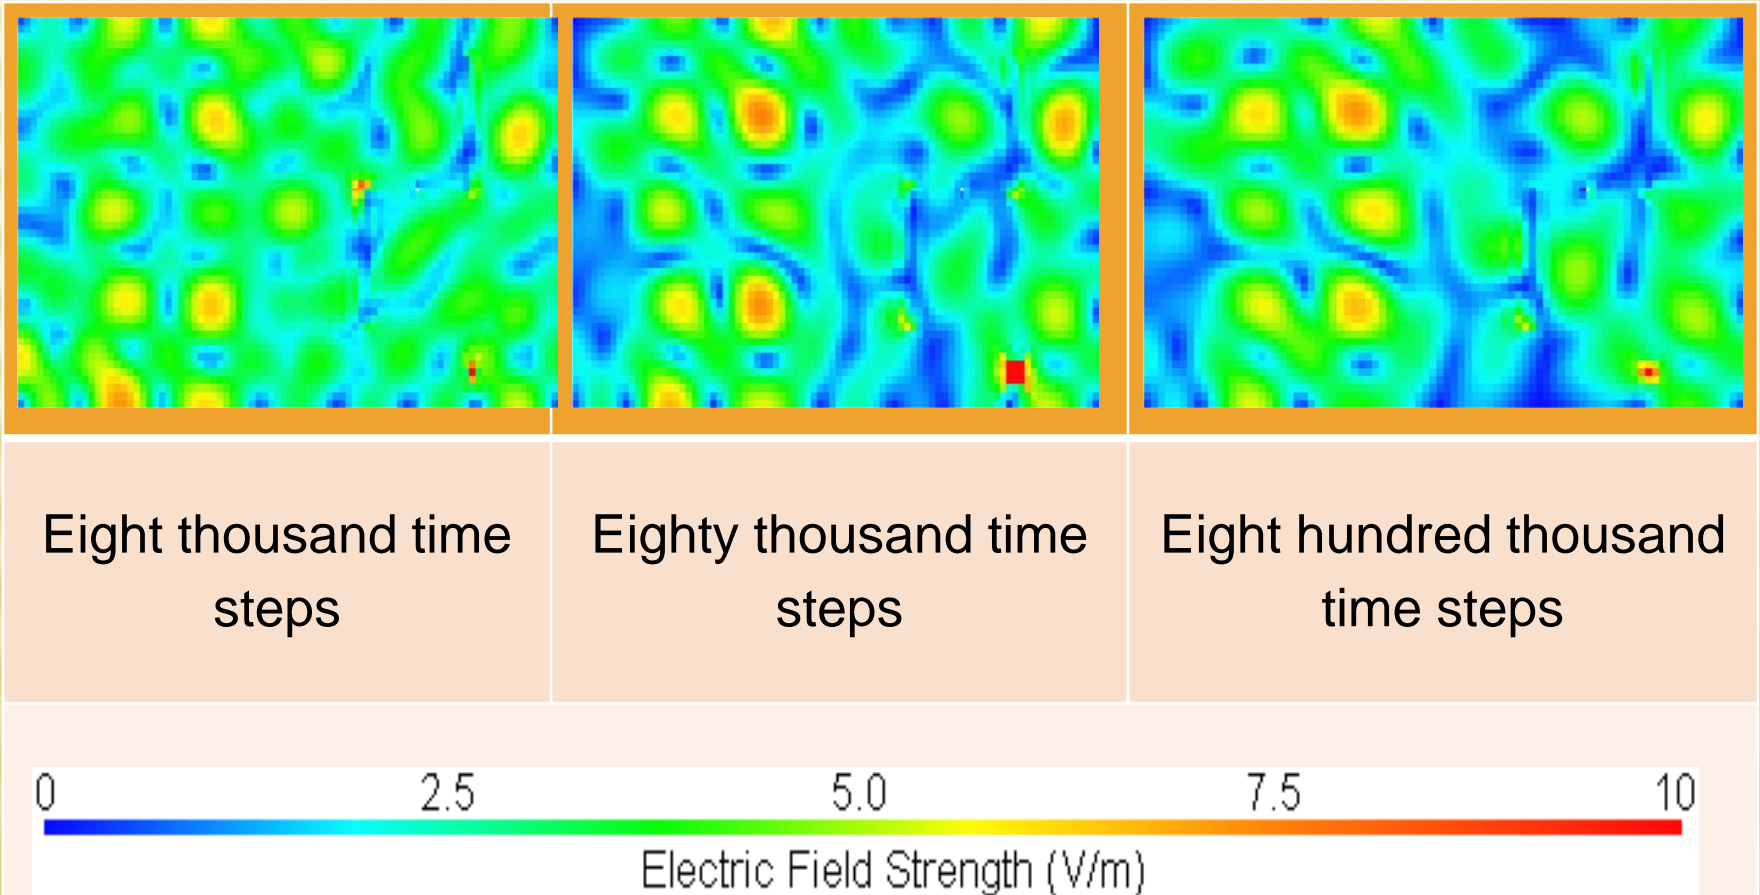 Eight thousand time
steps
Eighty thousand time
steps
Eight hundred thousand
time steps
0 2.5 5.0 7.5 10
Electric Field Strength (V/m)